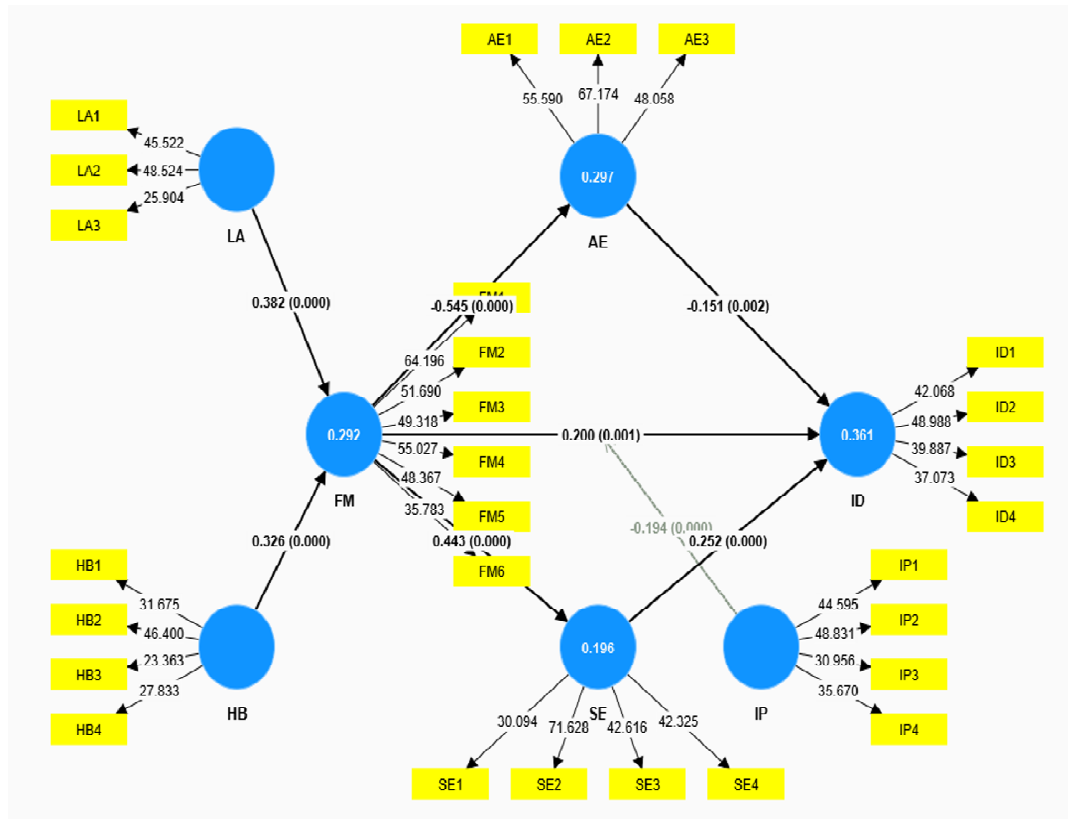 AE1
AE2
AE3
55.590
67.174
48.058
0.297
AE
LA1
LA2
LA3
45.522
48.524
25.904
LA
0.382 (0.000)
-0.545 (0.000)
-0.151 (0.002)
FM2
FM3
FM4
FM5
FM6
64.196
51.690
49.318
55.027
48.367
35.783
0.292
FM
0.200 (0.001)
0.361
ID
ID1
ID2
ID3
ID4
42.068
48.988
39.887
37.073
0.326 (0.000)
0.443 (0.000)
-0.194 (0.000)
0.252 (0.000)
HB1
HB2
HB3
HB4
31.675
46.400
23.363
27.833
HB
0.196
SE
IP
IP1
IP2
IP3
IP4
44.595
48.831
30.956
35.670
30.094
71.628
42.616
42.325
SE1
SE2
SE3
SE4